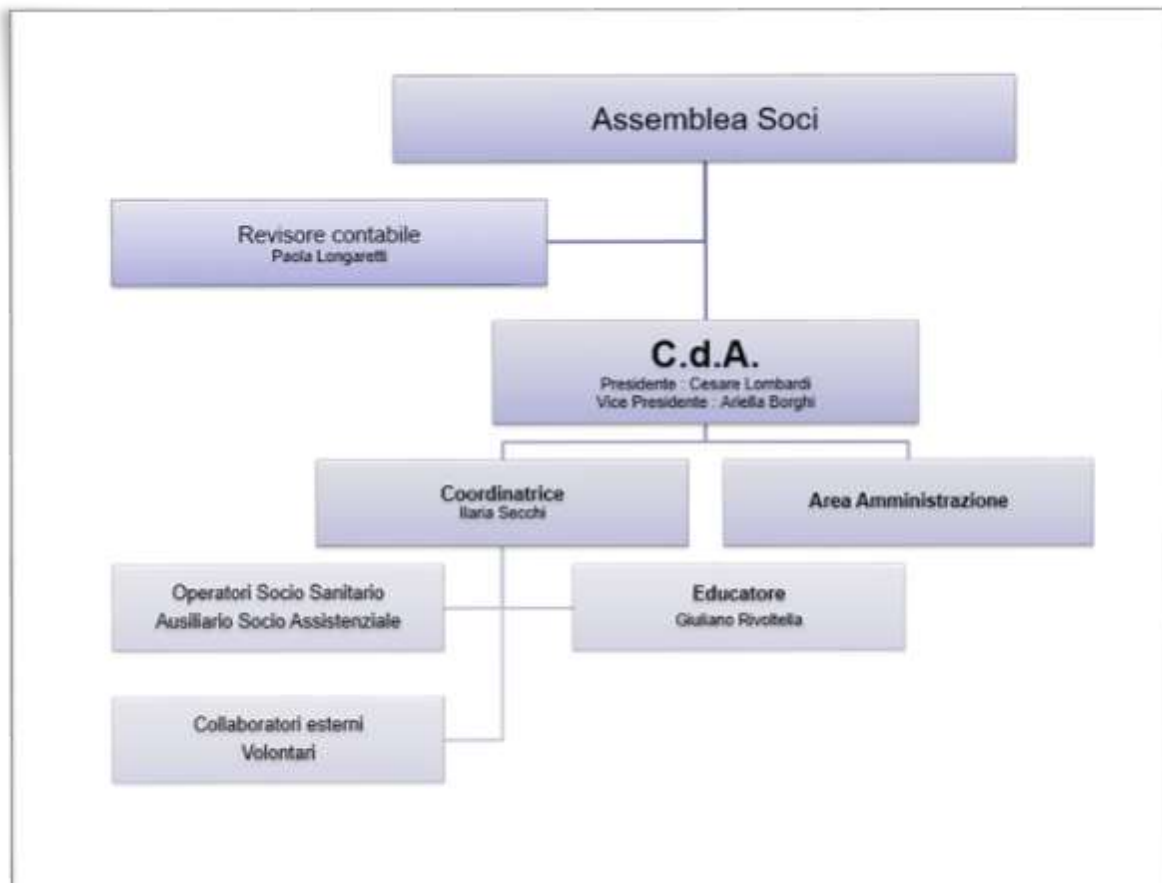 Assemblea Soci
Revisore contabile
Paola Longaretti
C.d.A.
Presidente : Cesare Lombardi
Vice Presidente : Ariella Borghi
Coordinatrice
Ilaria Secchi
Area Amministrazione
Operatori Socio Sanitario
Ausiliario Socio Assistenziale
Educatore
Giuliano Rivoltella
Collaboratori esterni
Volontari